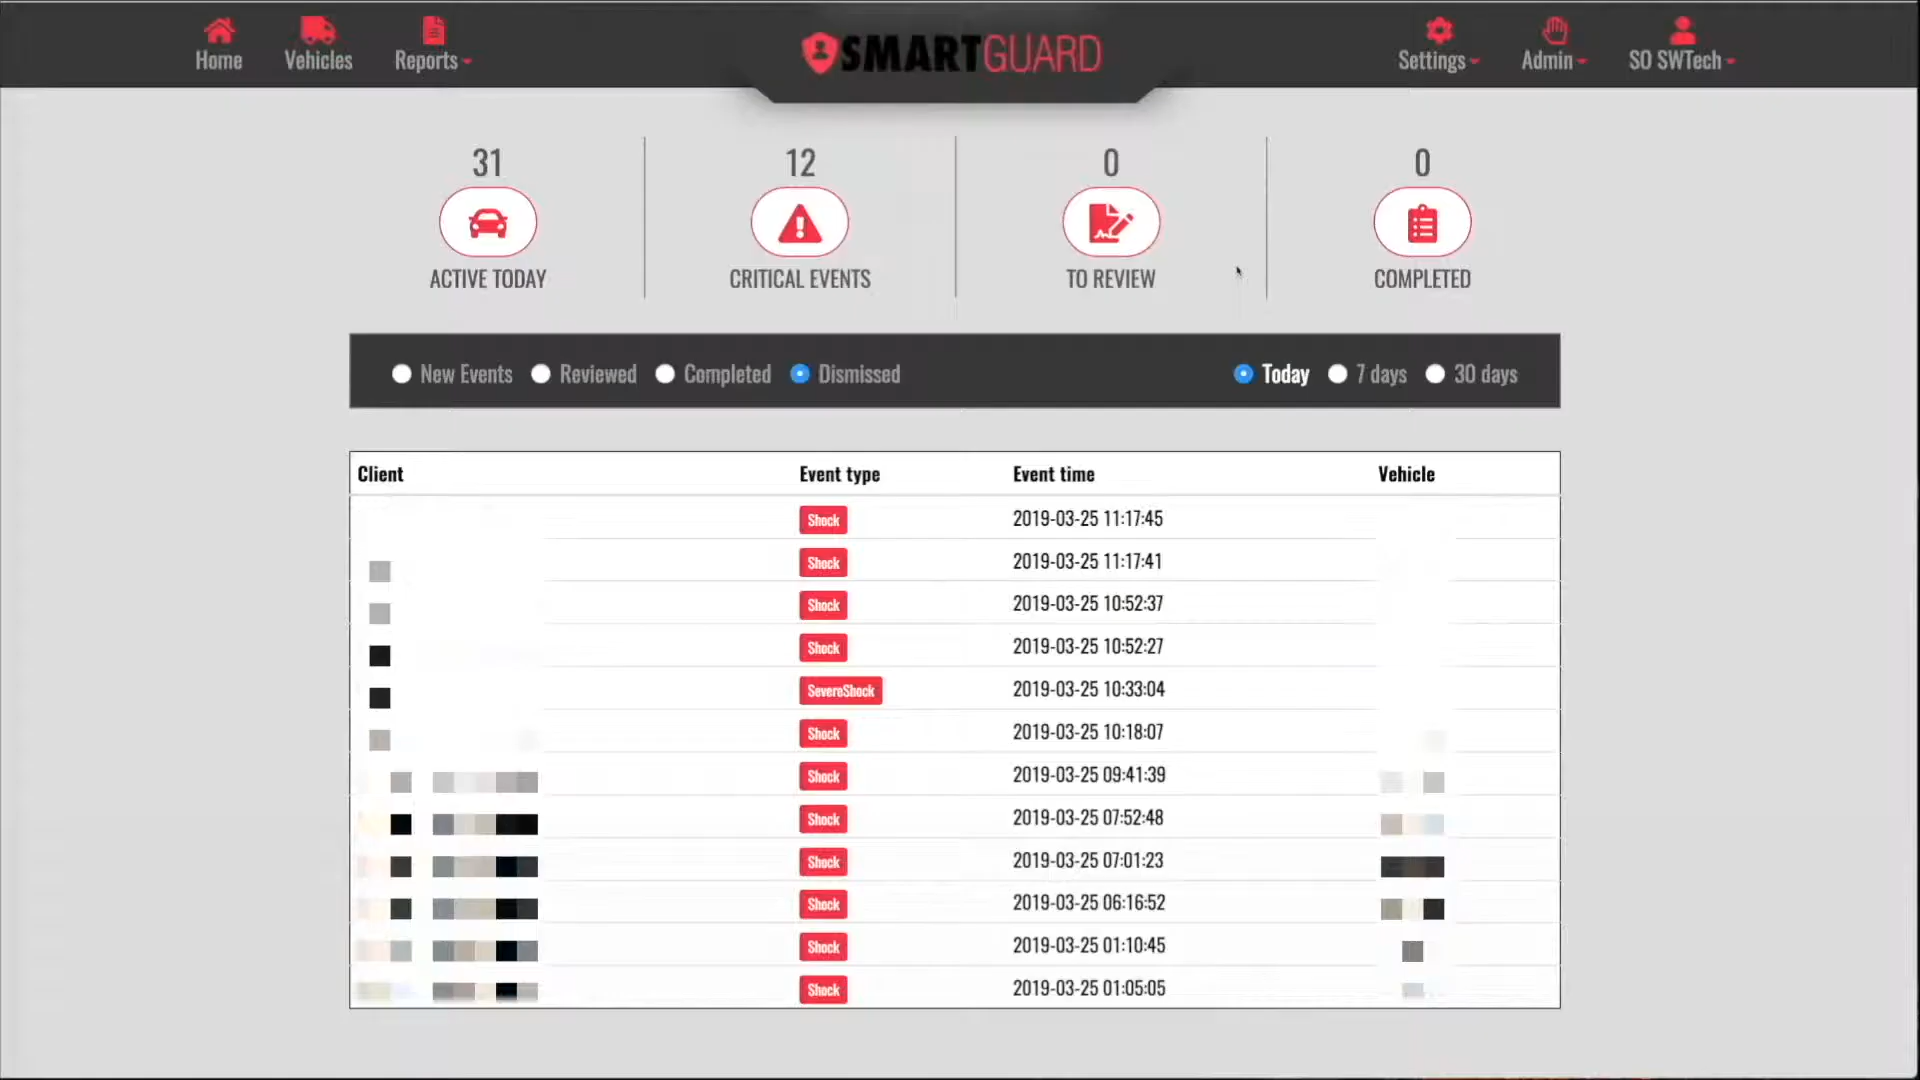 Home Vehicles Reports SMARTGUARD Settings Admin SO SWTech
31 12 0 0
ACTIVE TODAY CRITICAL EVENTS TO REVIEW COMPLETED
New Events Reviewed Completed Dismissed Today 7 days 30 days
Client Event type Event time Vehicle
Shock 2019-03-25 11:17:45
Shock 2019-03-25 11:17:41
Shock 2019-03-25 10:52:37
Shock 2019-03-25 10:52:27
SevereShock 2019-03-25 10:33:04
Shock 2019-03-25 10:18:07
Shock 2019-03-25 09:41:39
Shock 2019-03-25 07:52:48
Shock 2019-03-25 07:01:23
Shock 2019-03-25 06:16:52
Shock 2019-03-25 01:10:45
Shock 2019-03-25 01:05:05